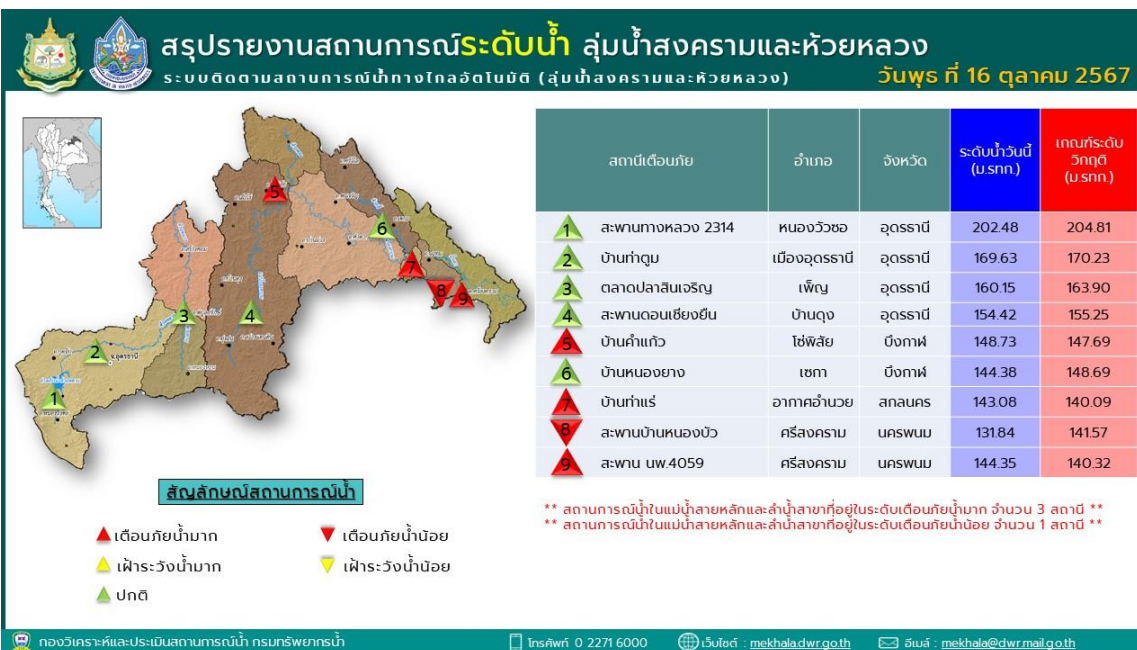 สรุปรายงานสถานการณ์ระดับน้ำ ลุ่มน้ำสงครามและห้วยหลวง
ระบบติดตามสถานการณ์น้ำทางไกลอัตโนมัติ (ลุ่มน้ำสงครามและห้วยหลวง)
วันพุธ ที่ 16 ตุลาคม 2567
สถานีเตือนภัย อำเภอ จังหวัด ระดับน้ำวันนี้ (ม.รทก.) เกณฑ์ระดับวิกฤติ (ม.รทก.)
1 สะพานทางหลวง 2314 หนองวัวซอ อุดรธานี 202.48 204.81
2 บ้านท่าตูม เมืองอุดรธานี อุดรธานี 169.63 170.23
3 ตลาดปลาสินเจริญ เพ็ญ อุดรธานี 160.15 163.90
4 สะพานดอนเชียงยืน บ้านดุง อุดรธานี 154.42 155.25
5 บ้านคำแก้ว โซ่พิสัย บึงกาฬ 148.73 147.69
6 บ้านหนองยาง เซกา บึงกาฬ 144.38 148.69
7 บ้านท่าแร่ อากาศอำนวย สกลนคร 143.08 140.09
8 สะพานบ้านหนองบัว ศรีสงคราม นครพนม 131.84 141.57
9 สะพาน นพ.4059 ศรีสงคราม นครพนม 144.35 140.32
** สถานการณ์น้ำในแม่น้ำสายหลักและลำน้ำสาขาที่อยู่ในระดับเตือนภัยน้ำมาก จำนวน 3 สถานี **
** สถานการณ์น้ำในแม่น้ำสายหลักและลำน้ำสาขาที่อยู่ในระดับเตือนภัยน้ำน้อย จำนวน 1 สถานี **
5
6
7
8
9
3
4
2
จ.อุดรธานี
1
สัญลักษณ์สถานการณ์น้ำ
เตือนภัยน้ำมาก เตือนภัยน้ำน้อย
เฝ้าระวังน้ำมาก เฝ้าระวังน้ำน้อย
ปกติ
กองวิเคราะห์และประเมินสถานการณ์น้ำ กรมทรัพยากรน้ำ
โทรศัพท์ 0 2271 6000
เว็บไซต์ : mekhala.dwr.go.th
อีเมล์ : mekhala@dwr.mail.go.th